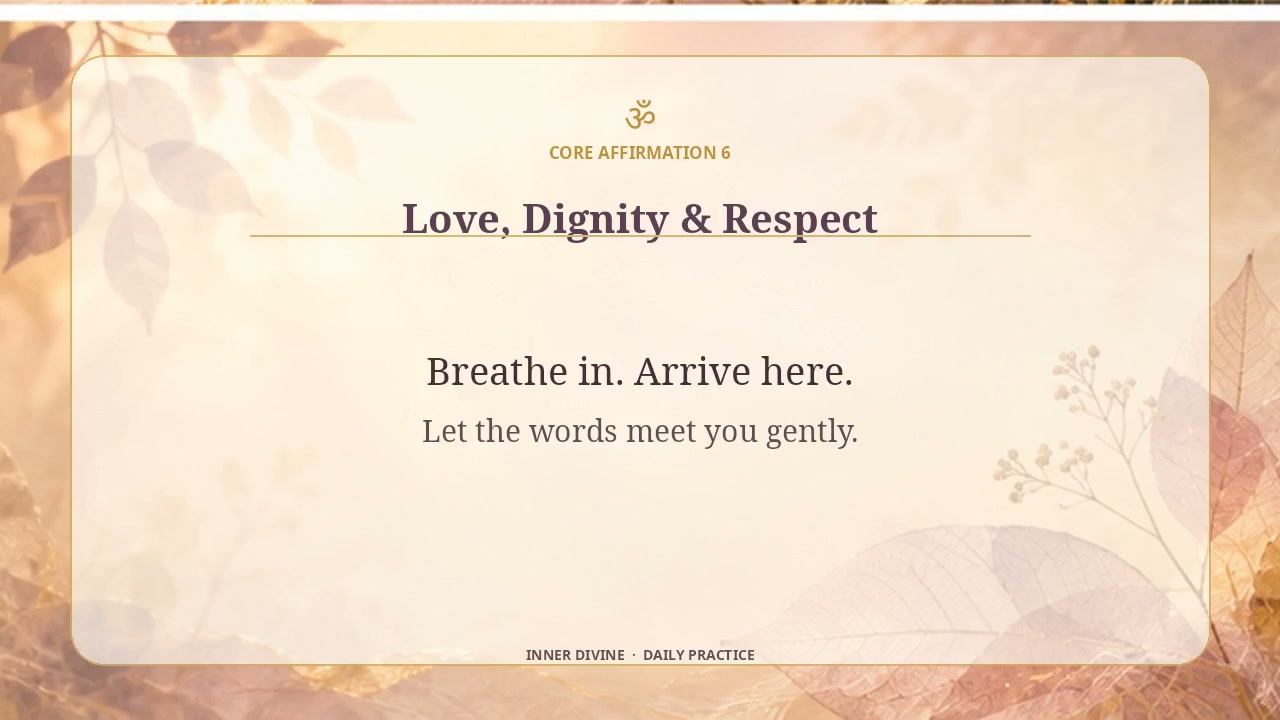 ॐ
CORE AFFIRMATION 6
Love, Dignity & Respect
Breathe in. Arrive here.
Let the words meet you gently.
INNER DIVINE · DAILY PRACTICE